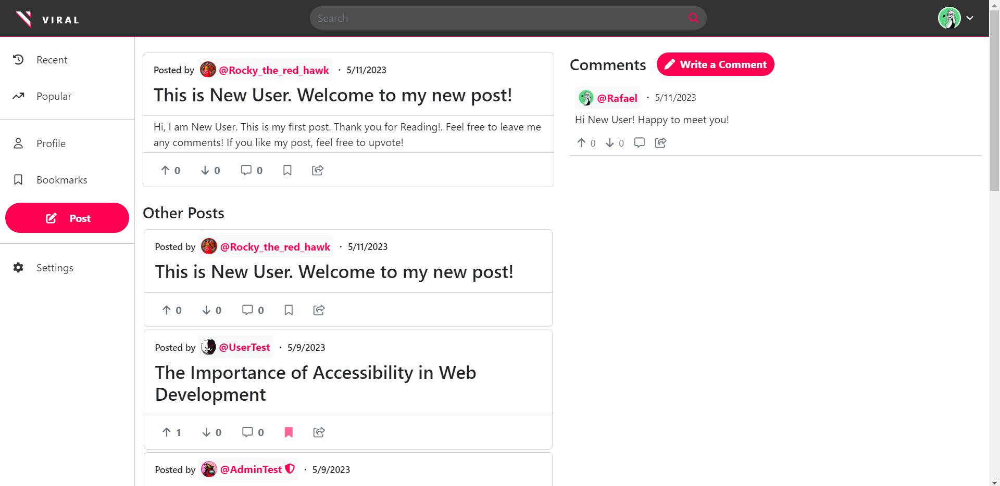 VIRAL
Search
Recent
Popular
Profile
Bookmarks
Post
Settings
Posted by @Rocky_the_red_hawk · 5/11/2023
This is New User. Welcome to my new post!
Hi, I am New User. This is my first post. Thank you for Reading!. Feel free to leave me
any comments! If you like my post, feel free to upvote!
0 0 0
Other Posts
Posted by @Rocky_the_red_hawk · 5/11/2023
This is New User. Welcome to my new post!
0 0 0
Posted by @UserTest · 5/9/2023
The Importance of Accessibility in Web
Development
1 0 0
Posted by @AdminTest · 5/9/2023
Comments
Write a Comment
@Rafael · 5/11/2023
Hi New User! Happy to meet you!
0 0